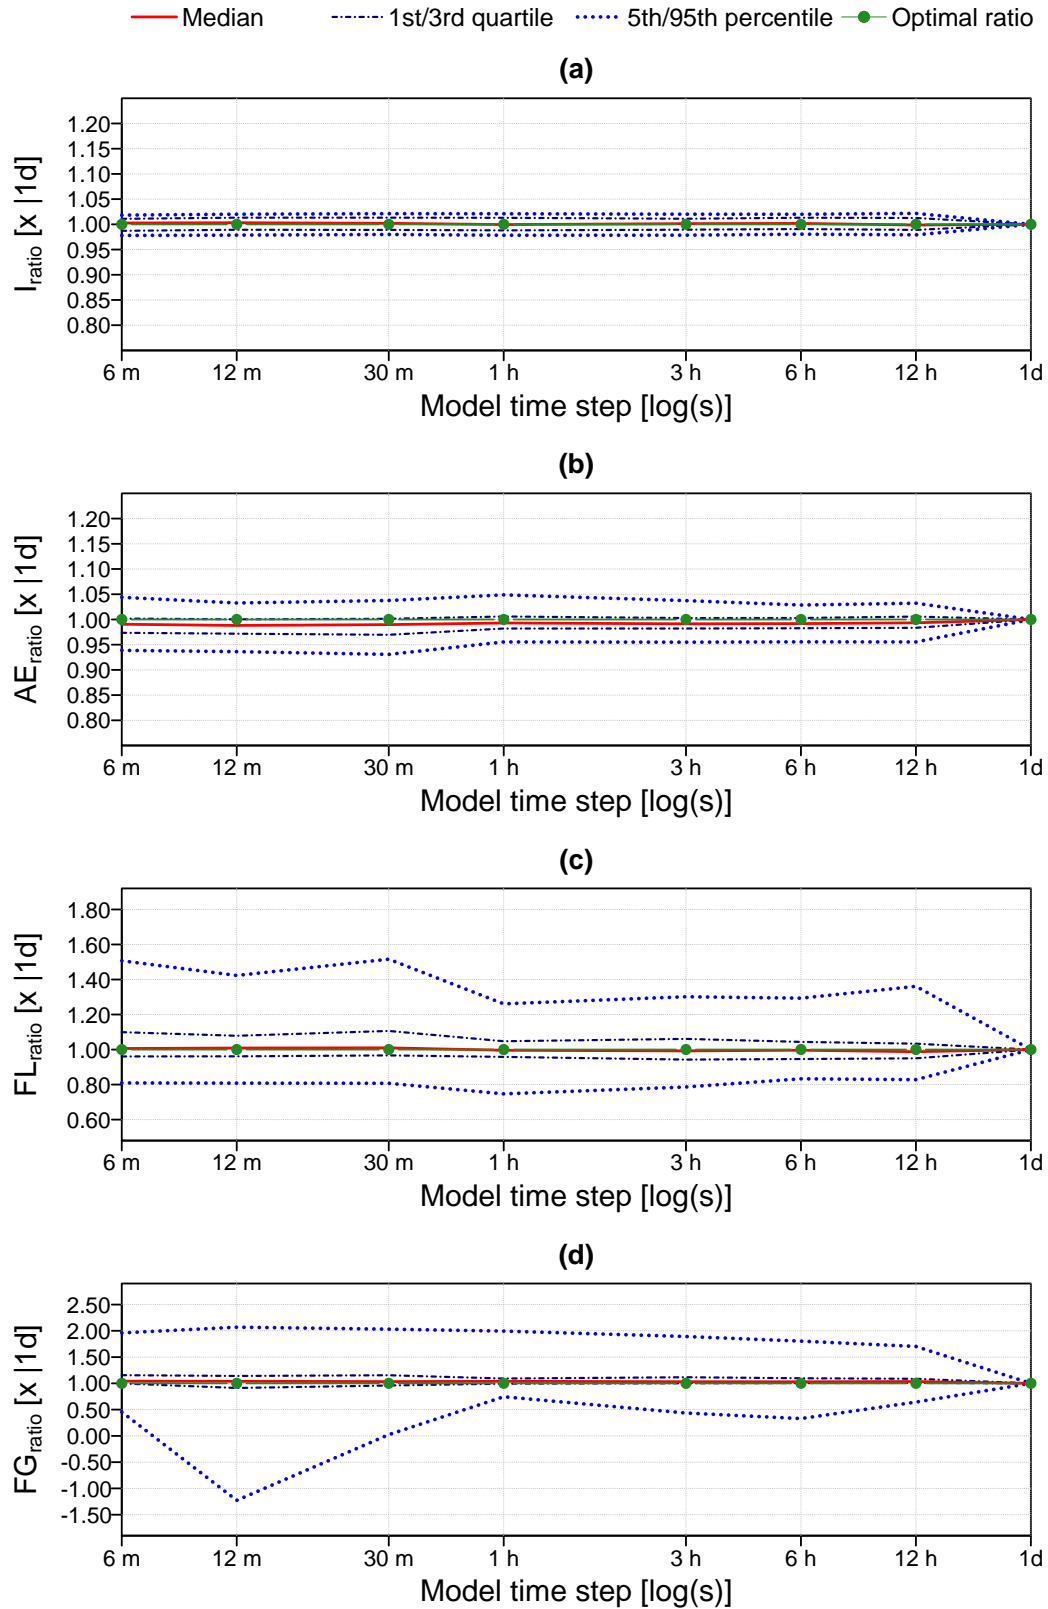 Median 1st/3rd quartile 5th/95th percentile Optimal ratio
(a)
I_ratio [x |1d]
1.20
1.15
1.10
1.05
1.00
0.95
0.90
0.85
0.80
6 m 12 m 30 m 1 h 3 h 6 h 12 h 1d
Model time step [log(s)]
(b)
AE_ratio [x |1d]
1.20
1.15
1.10
1.05
1.00
0.95
0.90
0.85
0.80
6 m 12 m 30 m 1 h 3 h 6 h 12 h 1d
Model time step [log(s)]
(c)
FL_ratio [x |1d]
1.80
1.60
1.40
1.20
1.00
0.80
0.60
6 m 12 m 30 m 1 h 3 h 6 h 12 h 1d
Model time step [log(s)]
(d)
FG_ratio [x |1d]
2.50
2.00
1.50
1.00
0.50
0.00
-0.50
-1.00
-1.50
6 m 12 m 30 m 1 h 3 h 6 h 12 h 1d
Model time step [log(s)]